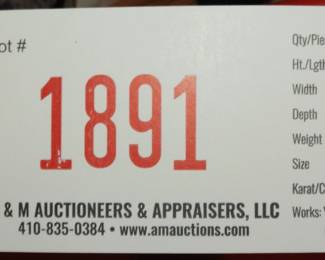 ot #
1891
& M AUCTIONEERS & APPRAISERS, LLC
410-835-0384 • www.amauctions.com
Qty/Pie
Ht./Lgth
Width
Depth
Weight
Size
Karat/C
Works: